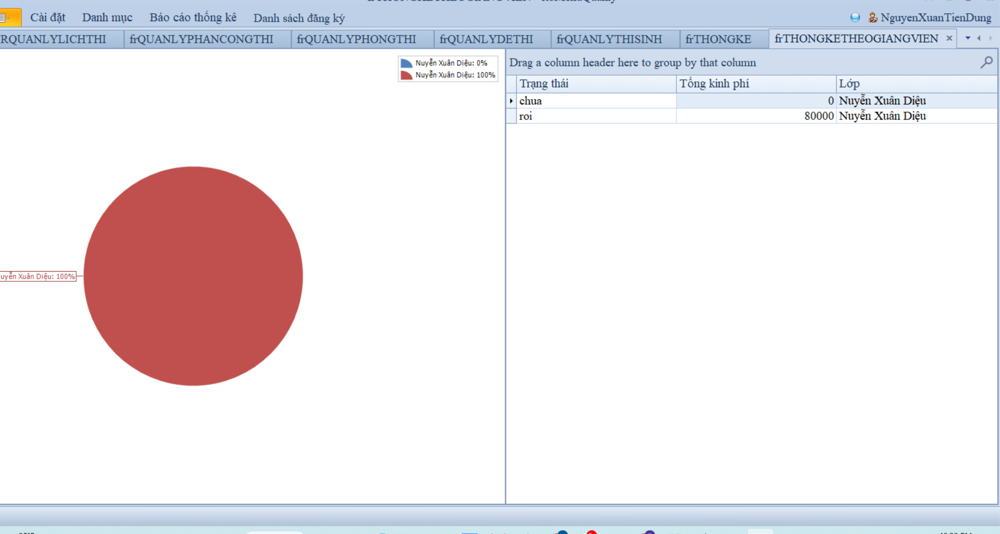 Cài đặt Danh mục Báo cáo thống kê Danh sách đăng ký NguyenXuanTienDung
RQUANLYLICHTHI frQUANLYPHANCONGTHI frQUANLYPHONGTHI frQUANLYDETHI frQUANLYTHISINH frTHONGKE frTHONGKETHEOGIANGVIEN
Nuyễn Xuân Diệu: 0%
Nuyễn Xuân Diệu: 100%
uyễn Xuân Diệu: 100%
Drag a column header here to group by that column
Trạng thái Tổng kinh phí Lớp
chua 0 Nuyễn Xuân Diệu
roi 80000 Nuyễn Xuân Diệu